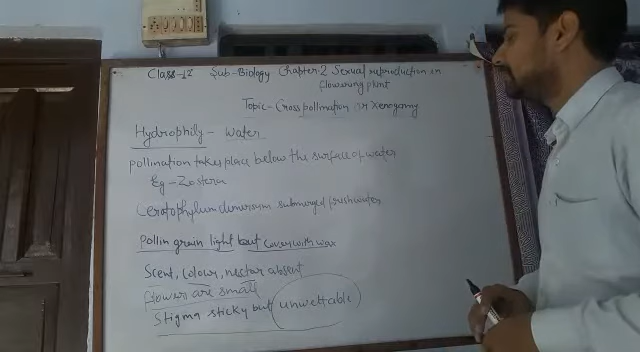 Class-12 Sub-Biology Chapter-2 Sexual reproduction in
flowering plant
Topic- Cross pollination or Xenogamy
Hydrophily - Water
pollination takes place below the surface of water
Eg - Zostera
Ceratophylum demersum submerged freshwater
Pollin grain light but cover with wax
Scent, colour, nectar absent
flowers are small
Stigma sticky but unwettable